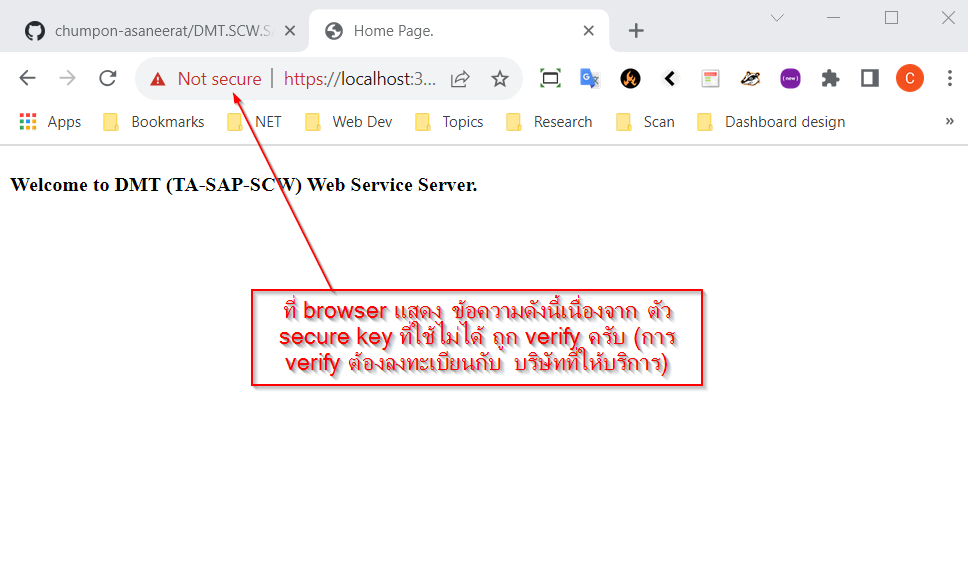 chumpon-asaneerat/DMT.SCW.S
Home Page.
Not secure
https://localhost:3...
C
Apps
Bookmarks
NET
Web Dev
Topics
Research
Scan
Dashboard design
»
Welcome to DMT (TA-SAP-SCW) Web Service Server.
ที่ browser แสดง ข้อความดังนี้เนื่องจาก ตัว
secure key ที่ใช้ไม่ได้ ถูก verify ครับ (การ
verify ต้องลงทะเบียนกับ บริษัทที่ให้บริการ)